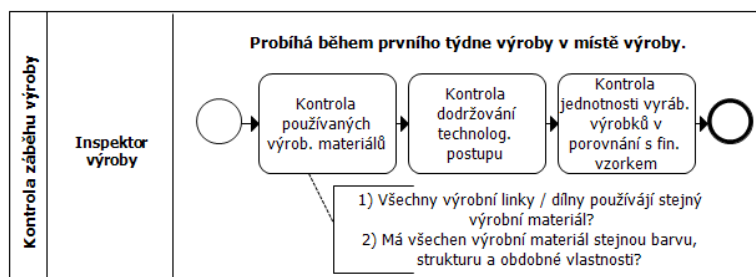 Kontrola záběhu výroby
Inspektor
výroby
Probíhá během prvního týdne výroby v místě výroby.
Kontrola
používaných
výrob. materiálů
Kontrola
dodržování
technolog.
postupu
Kontrola
jednotnosti vyráb.
výrobků v
porovnání s fin.
vzorkem
1) Všechny výrobní linky / dílny používájí stejný
výrobní materiál?
2) Má všechen výrobní materiál stejnou barvu,
strukturu a obdobné vlastnosti?